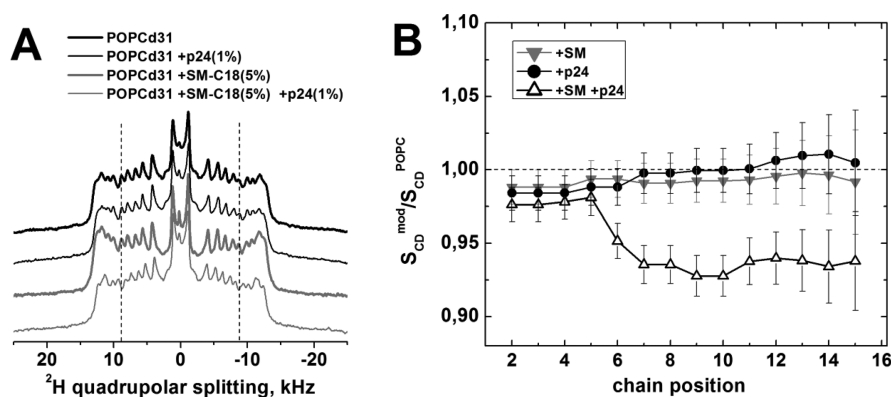 A
POPCd31
POPCd31 +p24(1%)
POPCd31 +SM-C18(5%)
POPCd31 +SM-C18(5%) +p24(1%)
20 10 0 -10 -20
²H quadrupolar splitting, kHz
B
+SM
+p24
+SM +p24
1,10
1,05
1,00
0,95
0,90
S_CD^mod/S_CD^POPC
2 4 6 8 10 12 14 16
chain position